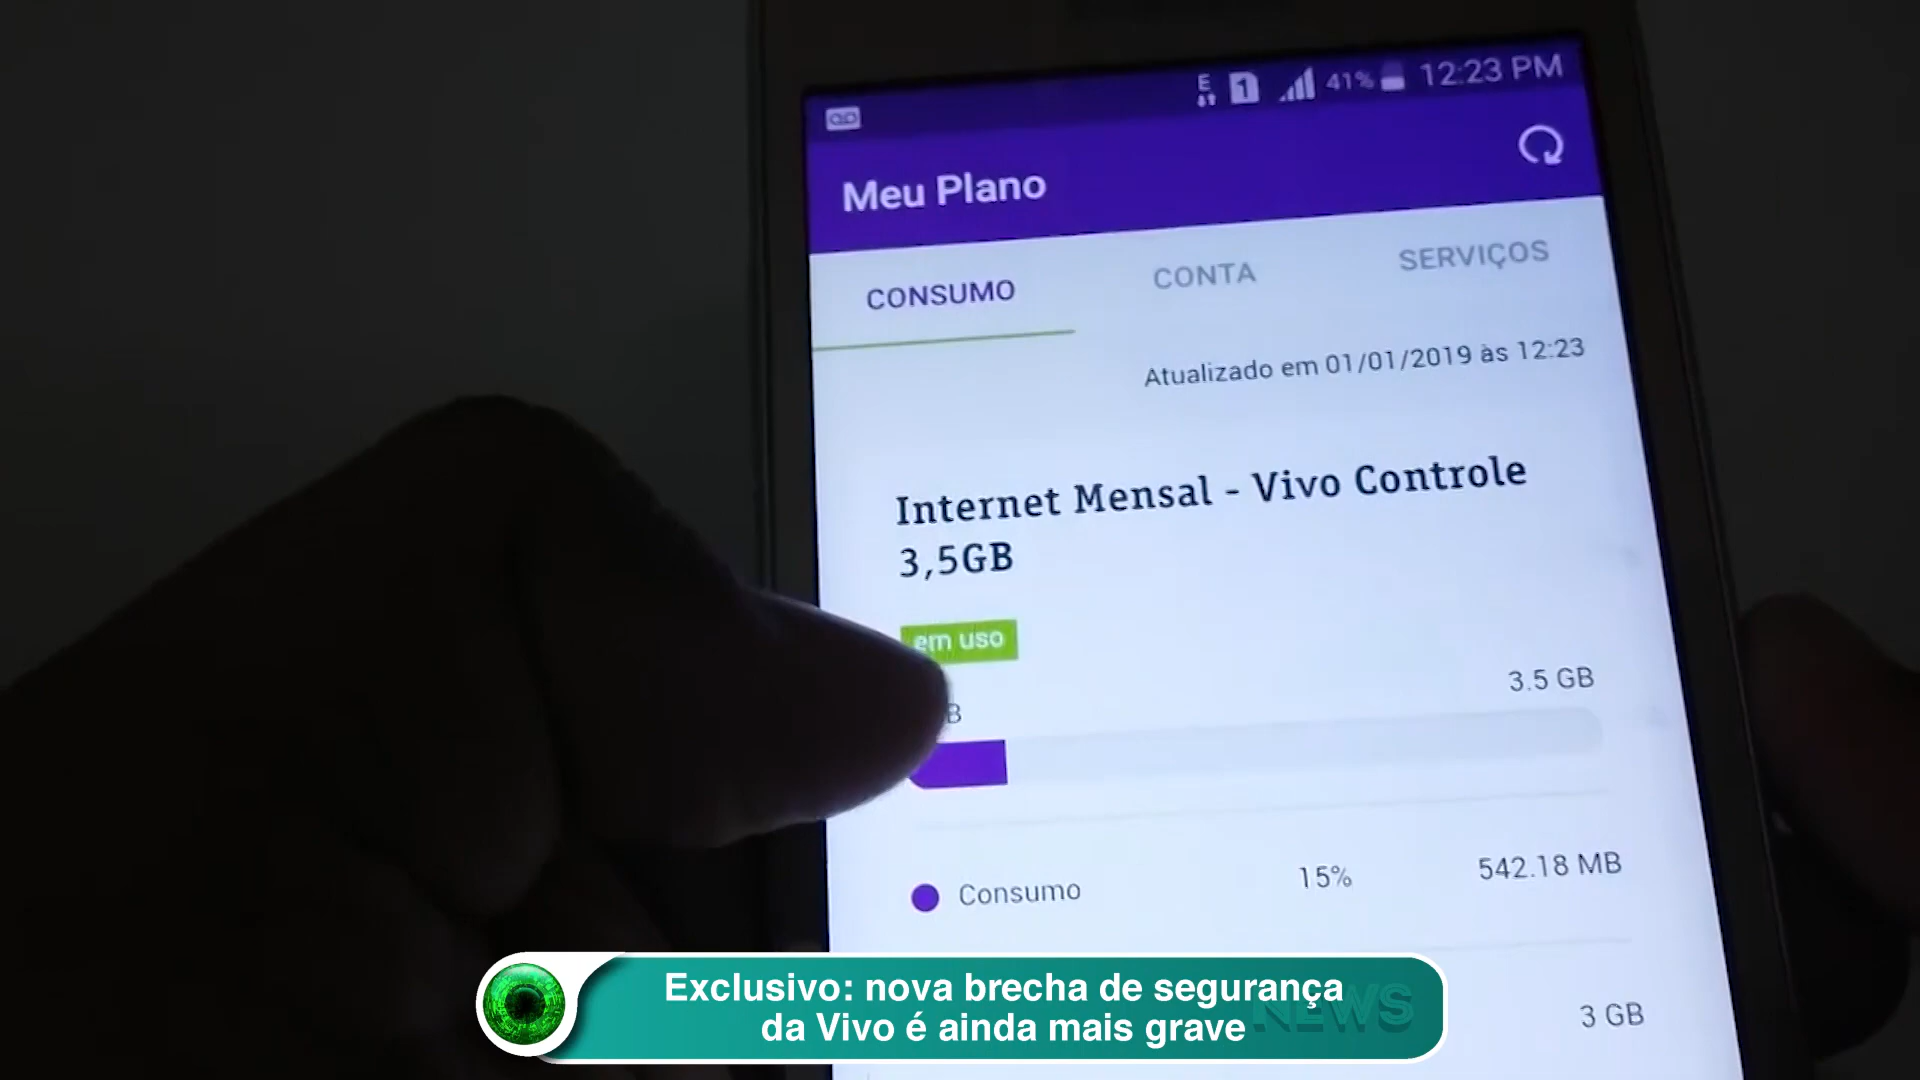 E 1 41% 12:23 PM
Meu Plano
CONSUMO CONTA SERVIÇOS
Atualizado em 01/01/2019 às 12:23
Internet Mensal - Vivo Controle
3,5GB
em uso
B 3.5 GB
Consumo 15% 542.18 MB
3 GB
Exclusivo: nova brecha de segurança
da Vivo é ainda mais grave
NEWS